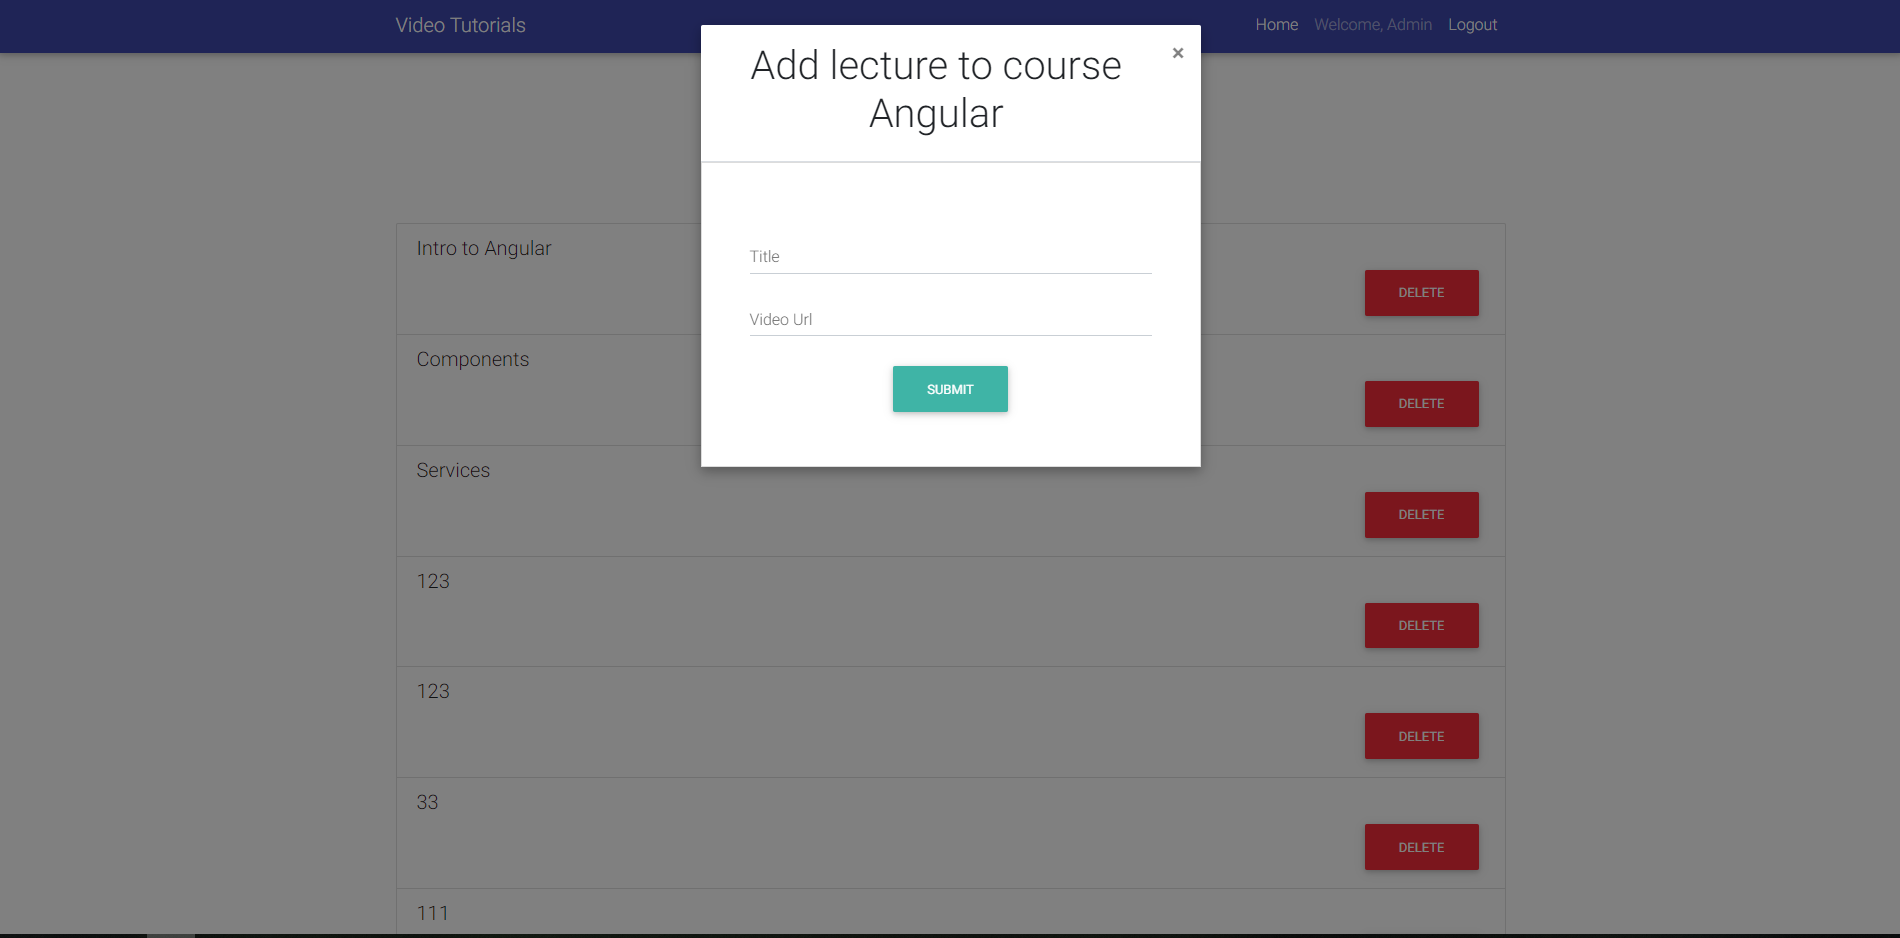 Video Tutorials
Home
Welcome, Admin
Logout
×
Add lecture to course
Angular
Title
Video Url
SUBMIT
Intro to Angular
DELETE
Components
DELETE
Services
DELETE
123
DELETE
123
DELETE
33
DELETE
111